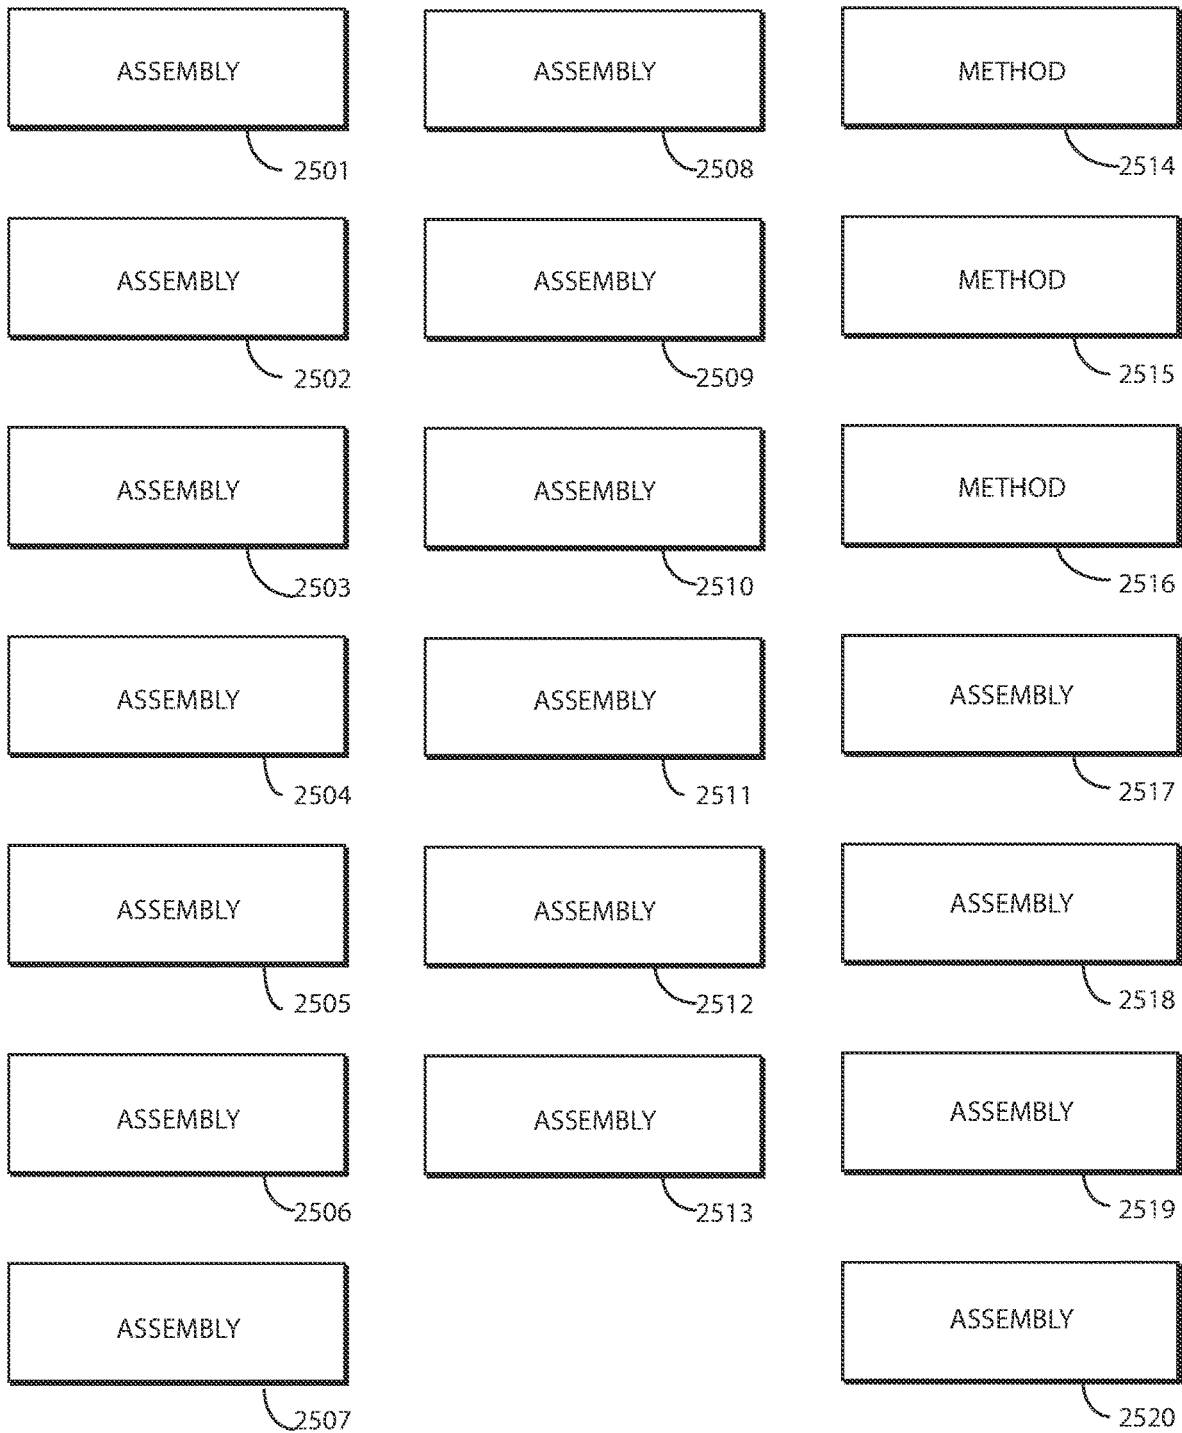 ASSEMBLY
2501
ASSEMBLY
2502
ASSEMBLY
2503
ASSEMBLY
2504
ASSEMBLY
2505
ASSEMBLY
2506
ASSEMBLY
2507
ASSEMBLY
2508
ASSEMBLY
2509
ASSEMBLY
2510
ASSEMBLY
2511
ASSEMBLY
2512
ASSEMBLY
2513
METHOD
2514
METHOD
2515
METHOD
2516
ASSEMBLY
2517
ASSEMBLY
2518
ASSEMBLY
2519
ASSEMBLY
2520